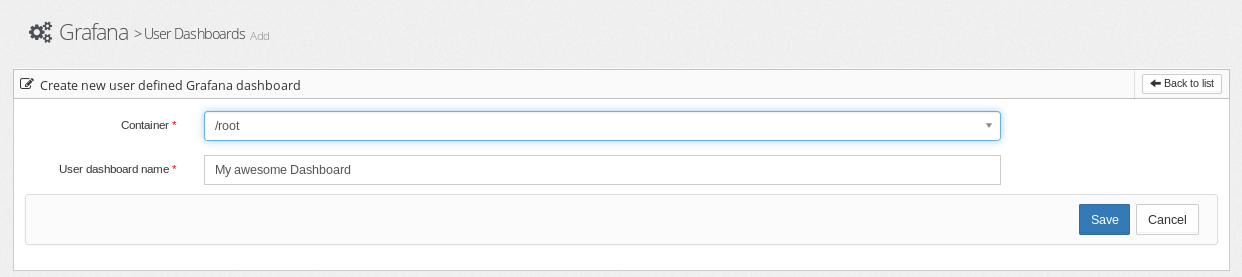 Grafana > User Dashboards Add
Create new user defined Grafana dashboard
Back to list
Container *
/root
User dashboard name *
My awesome Dashboard
Save
Cancel